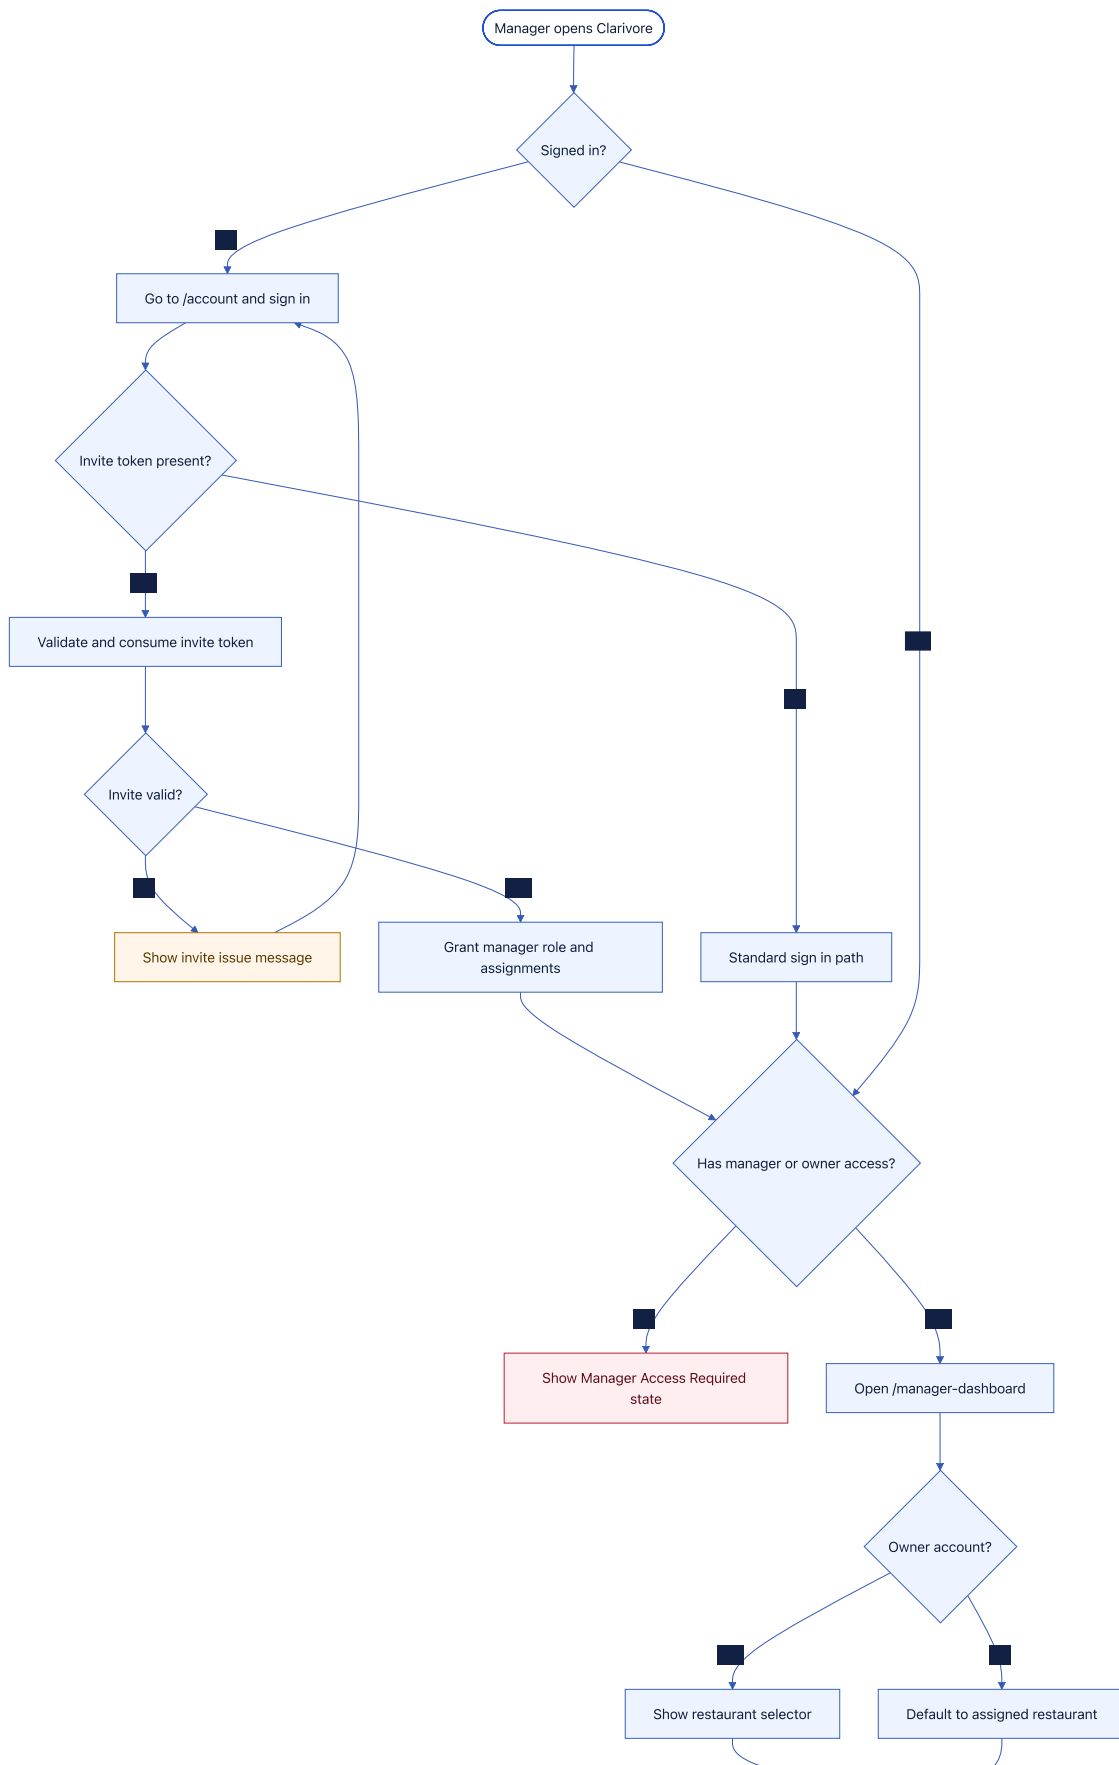 Manager opens Clarivore
Signed in?
Go to /account and sign in
Invite token present?
Validate and consume invite token
Invite valid?
Show invite issue message
Grant manager role and
assignments
Standard sign in path
Has manager or owner access?
Show Manager Access Required
state
Open /manager-dashboard
Owner account?
Show restaurant selector
Default to assigned restaurant